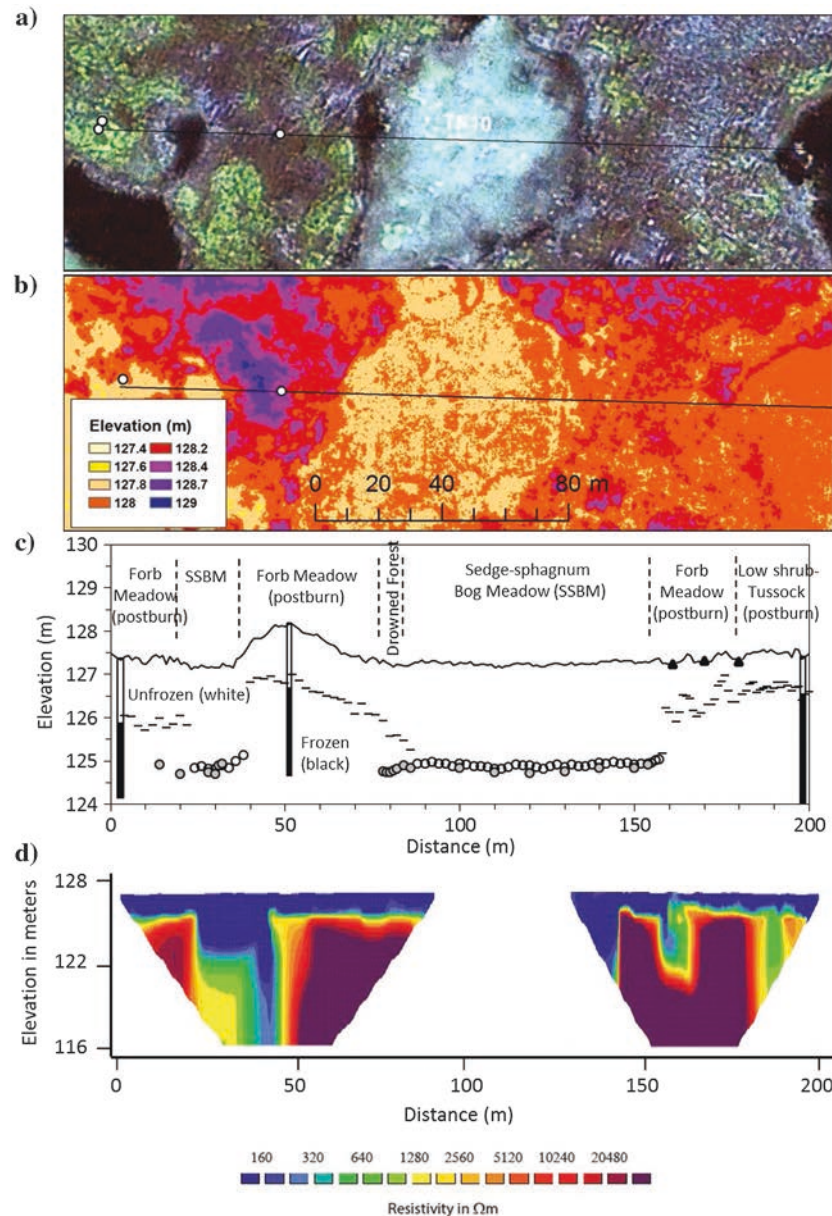 a)
TK10
b)
Elevation (m)
127.4 128.2
127.6 128.4
127.8 128.7
128 129
0 20 40 80 m
c)
130
129
128
127
126
125
124
Elevation (m)
Forb
Meadow
(postburn)
SSBM
Forb Meadow
(postburn)
Drowned Forest
Sedge-sphagnum
Bog Meadow (SSBM)
Forb
Meadow
(postburn)
Low shrub-
Tussock
(postburn)
Unfrozen (white)
Frozen
(black)
0 50 100 150 200
Distance (m)
d)
128
122
116
Elevation in meters
0 50 100 150 200
Distance (m)
160 320 640 1280 2560 5120 10240 20480
Resistivity in Ωm